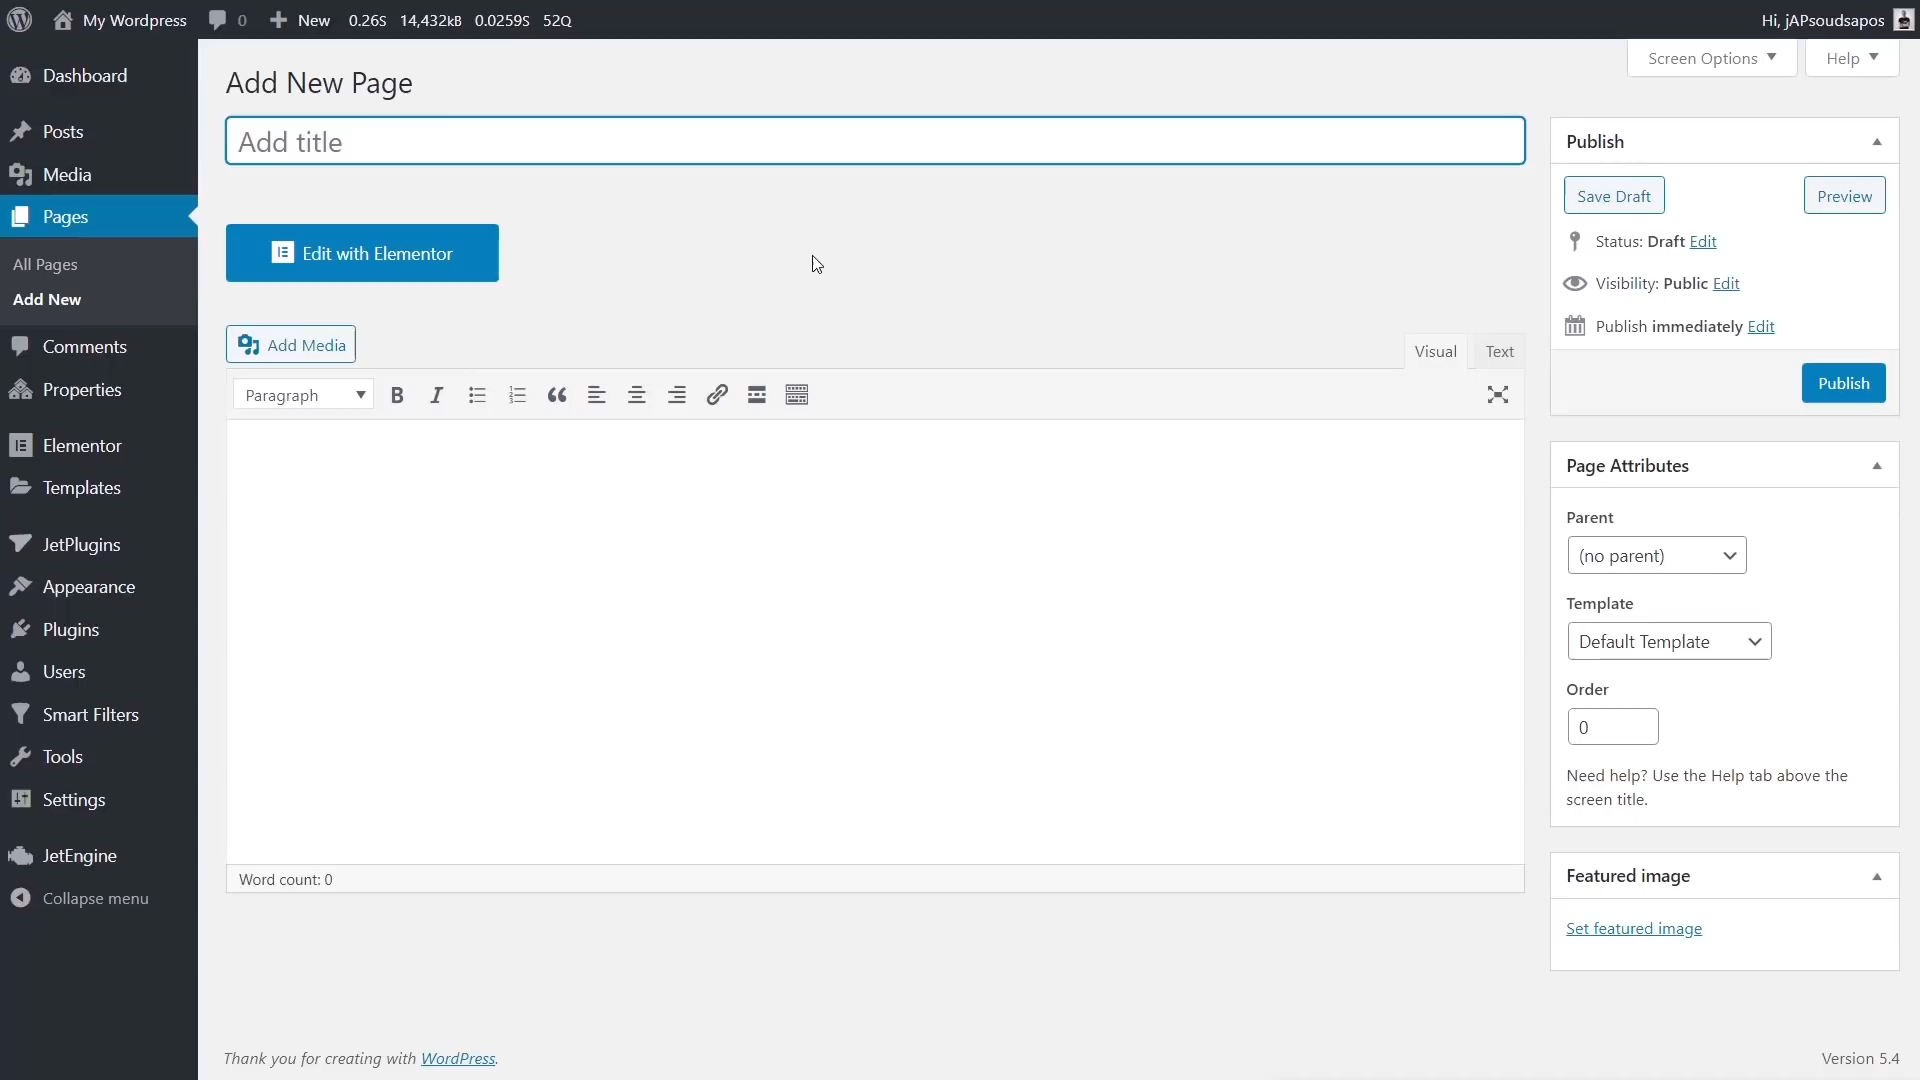 My Wordpress 0 New 0.26S 14,432kB 0.0259S 52Q Hi, jAPsoudsapos
Screen Options Help
Dashboard
Posts
Media
Pages
All Pages
Add New
Comments
Properties
Elementor
Templates
JetPlugins
Appearance
Plugins
Users
Smart Filters
Tools
Settings
JetEngine
Collapse menu
Add New Page
Add title
Edit with Elementor
Add Media
Visual Text
Paragraph
Word count: 0
Publish
Save Draft Preview
Status: Draft Edit
Visibility: Public Edit
Publish immediately Edit
Publish
Page Attributes
Parent
(no parent)
Template
Default Template
Order
0
Need help? Use the Help tab above the
screen title.
Featured image
Set featured image
Thank you for creating with WordPress.
Version 5.4